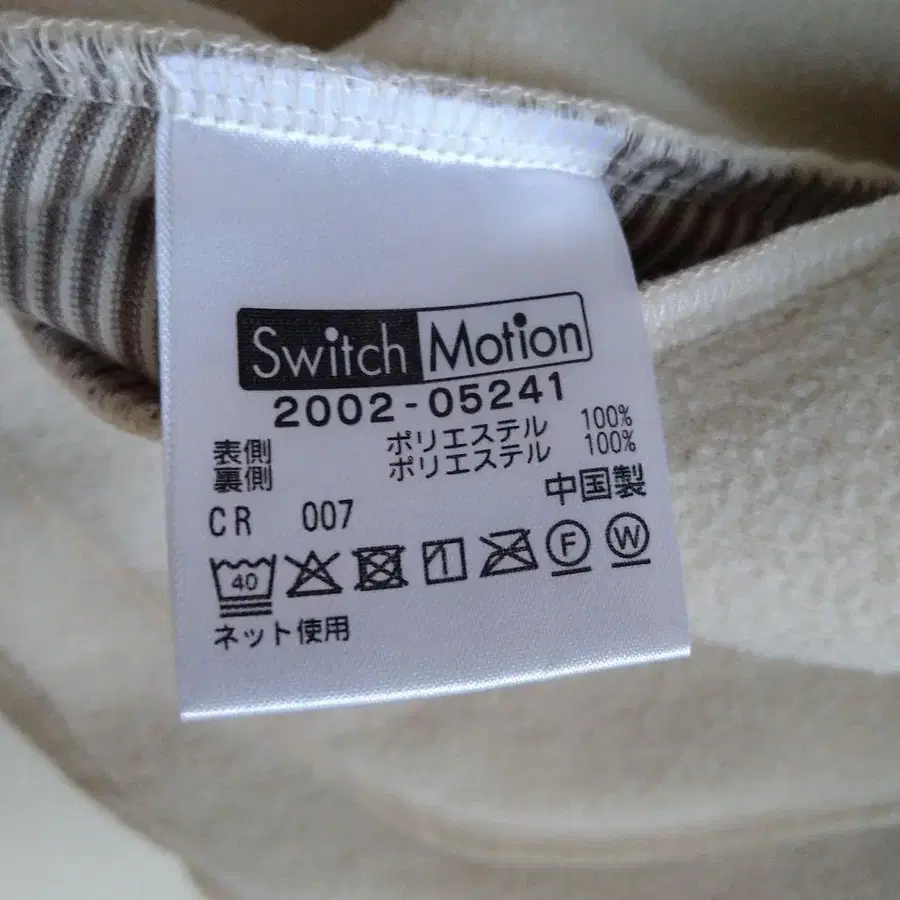 Switch Motion
2002-05241
表側 ポリエステル 100%
裏側 ポリエステル 100%
中国製
CR 007
40 1 F W
ネット使用